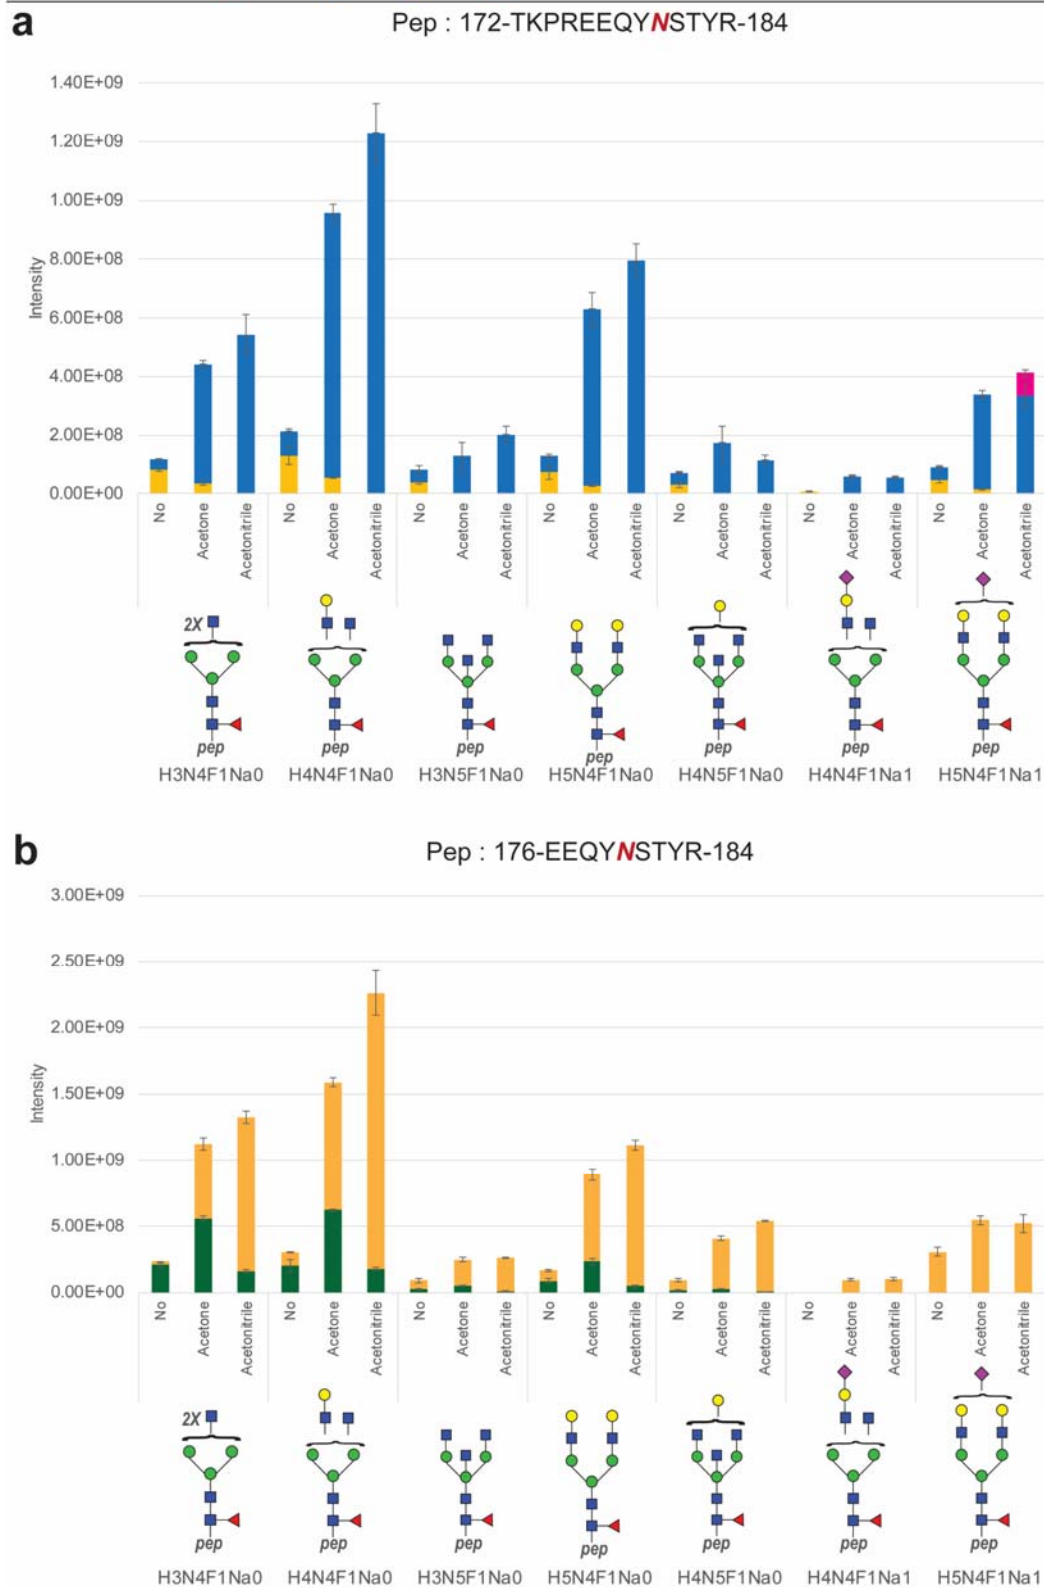 a
Pep : 172-TKPREEQYNSTYR-184
1.40E+09
1.20E+09
1.00E+09
8.00E+08
6.00E+08
4.00E+08
2.00E+08
0.00E+00
Intensity
No Acetone Acetonitrile No Acetone Acetonitrile No Acetone Acetonitrile No Acetone Acetonitrile No Acetone Acetonitrile No Acetone Acetonitrile No Acetone Acetonitrile
2X
pep pep pep pep pep pep pep
H3N4F1Na0 H4N4F1Na0 H3N5F1Na0 H5N4F1Na0 H4N5F1Na0 H4N4F1Na1 H5N4F1Na1
b
Pep : 176-EEQYNSTYR-184
3.00E+09
2.50E+09
2.00E+09
1.50E+09
1.00E+09
5.00E+08
0.00E+00
Intensity
No Acetone Acetonitrile No Acetone Acetonitrile No Acetone Acetonitrile No Acetone Acetonitrile No Acetone Acetonitrile No Acetone Acetonitrile No Acetone Acetonitrile
2X
pep pep pep pep pep pep pep
H3N4F1Na0 H4N4F1Na0 H3N5F1Na0 H5N4F1Na0 H4N5F1Na0 H4N4F1Na1 H5N4F1Na1